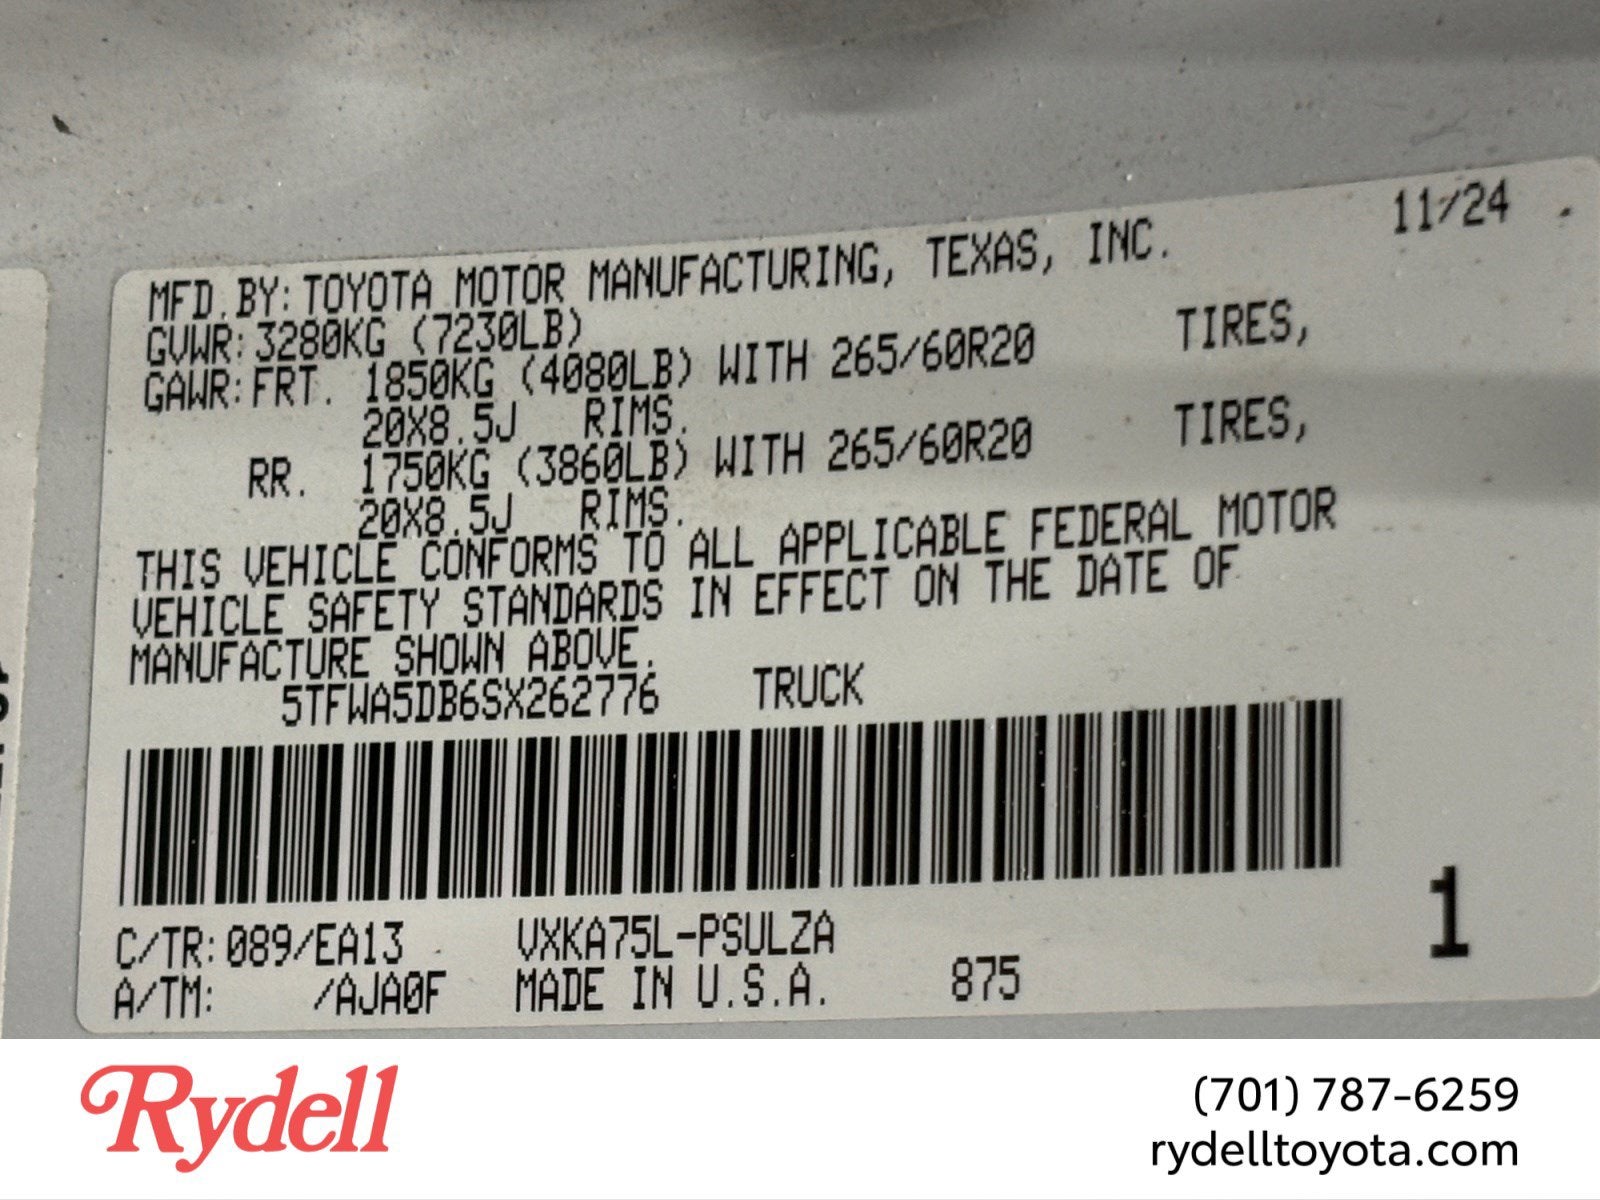 11/24
MFD.BY:TOYOTA MOTOR MANUFACTURING, TEXAS, INC.
GVWR:3280KG (7230LB)
GAWR:FRT. 1850KG (4080LB) WITH 265/60R20 TIRES,
20X8.5J RIMS.
RR. 1750KG (3860LB) WITH 265/60R20 TIRES,
20X8.5J RIMS.
THIS VEHICLE CONFORMS TO ALL APPLICABLE FEDERAL MOTOR
VEHICLE SAFETY STANDARDS IN EFFECT ON THE DATE OF
MANUFACTURE SHOWN ABOVE.
5TFWA5DB6SX262776 TRUCK
1
C/TR:089/EA13 VXKA75L-PSULZA
A/TM: /AJA0F MADE IN U.S.A. 875
Rydell
(701) 787-6259
rydelltoyota.com